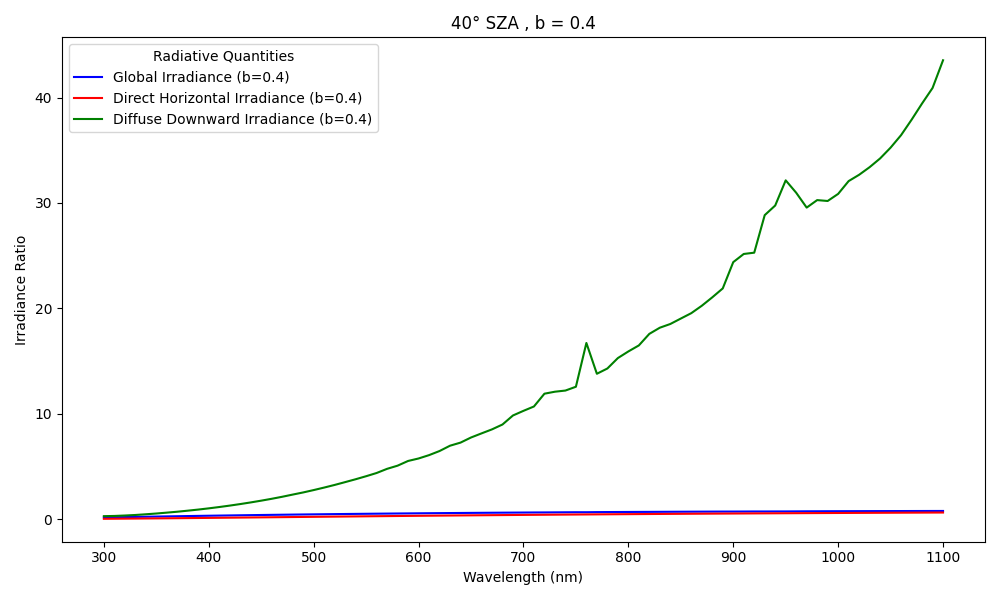 40° SZA , b = 0.4
Radiative Quantities
Global Irradiance (b=0.4)
Direct Horizontal Irradiance (b=0.4)
Diffuse Downward Irradiance (b=0.4)
Irradiance Ratio
40
30
20
10
0
300 400 500 600 700 800 900 1000 1100
Wavelength (nm)